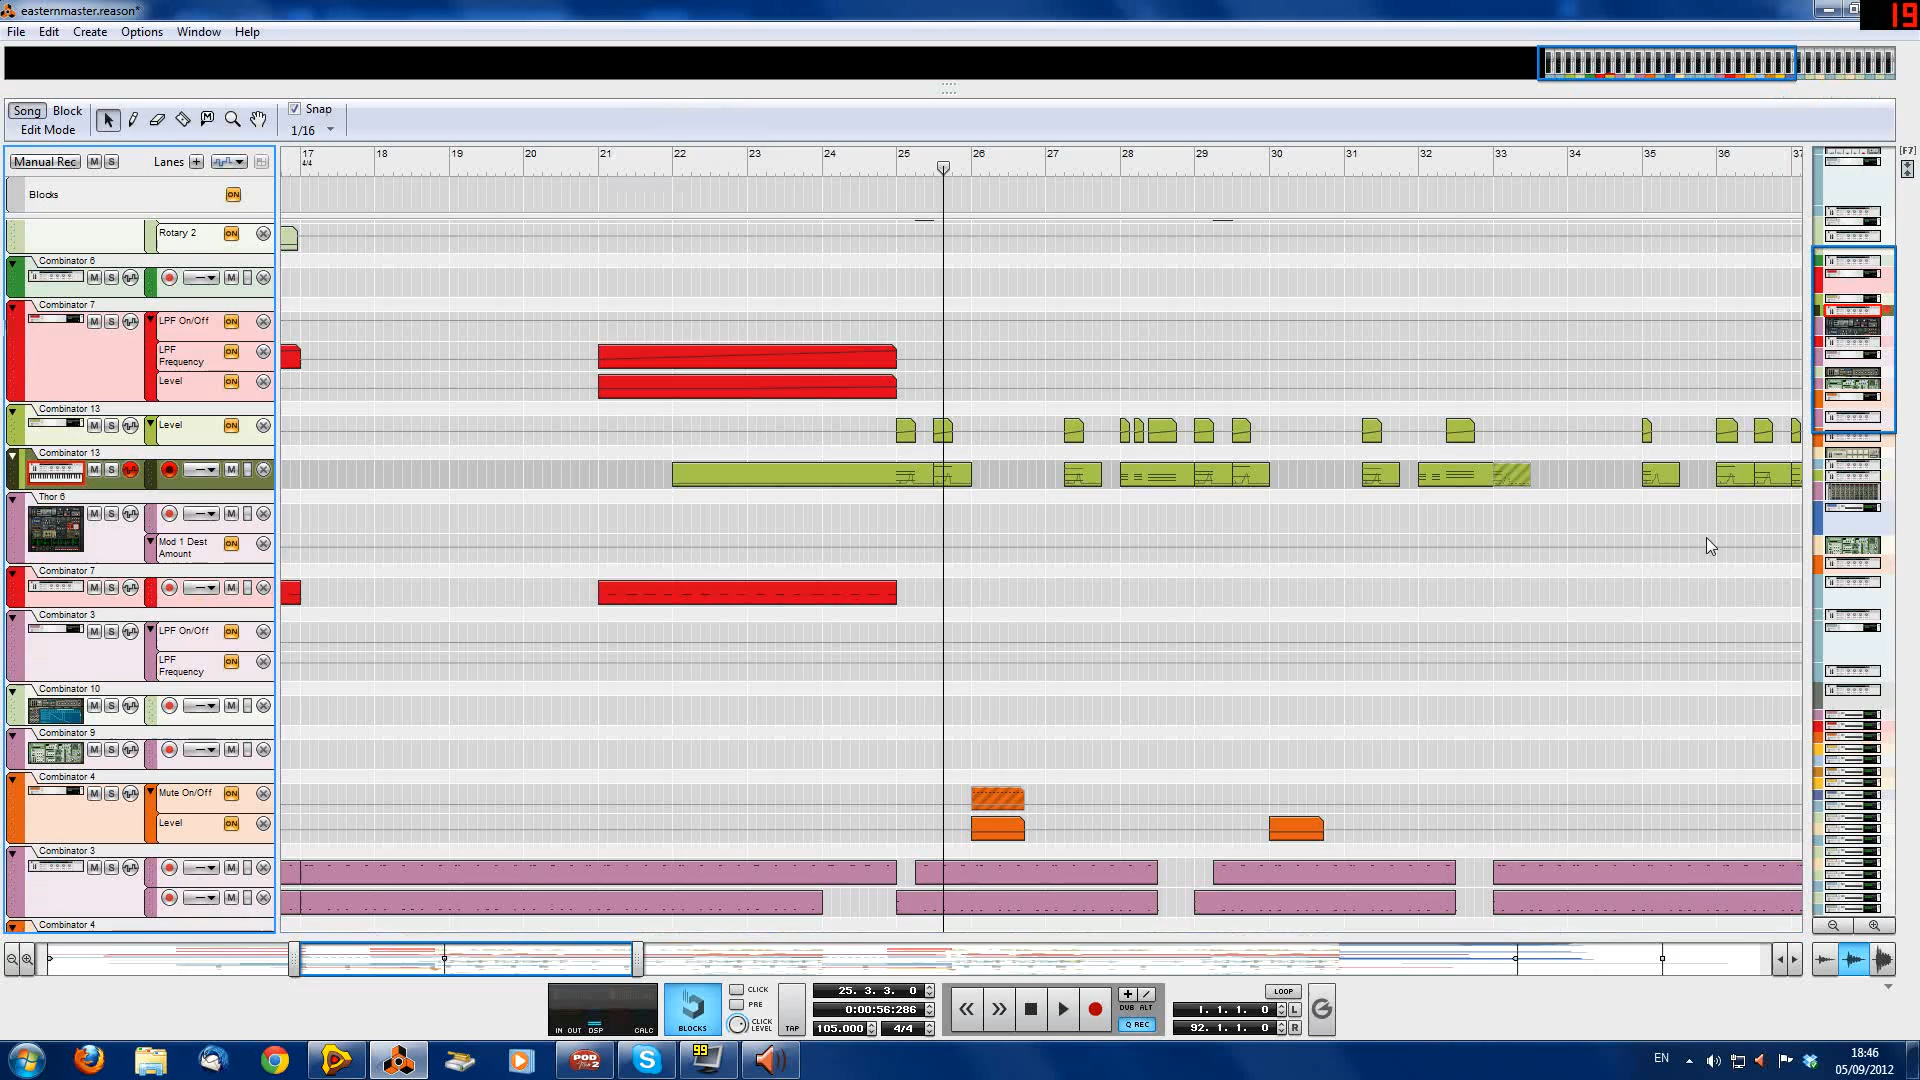 easternmaster.reason*
19
File Edit Create Options Window Help
Song Block
Edit Mode
Snap
1/16
Manual Rec M S Lanes +
17 18 19 20 21 22 23 24 25 26 27 28 29 30 31 32 33 34 35 36 37
4/4
[F7]
Blocks ON
Rotary 2 ON
Combinator 6
M S M
Combinator 7
M S LPF On/Off ON
LPF Frequency ON
Level ON
Combinator 13
M S Level ON
Combinator 13
M S M
Thor 6
M S M
Mod 1 Dest Amount ON
Combinator 7
M S M
Combinator 3
M S LPF On/Off ON
LPF Frequency ON
Combinator 10
M S M
Combinator 9
M S M
Combinator 4
M S Mute On/Off ON
Level ON
Combinator 3
M S M
M
Combinator 4
IN OUT DSP CALC
BLOCKS
CLICK
PRE
CLICK LEVEL
TAP
25. 3. 3. 0
0:00:56:286
105.000 4/4
DUB ALT
Q REC
LOOP
1. 1. 1. 0 L
92. 1. 1. 0 R
POD
2
99
EN
18:46
05/09/2012